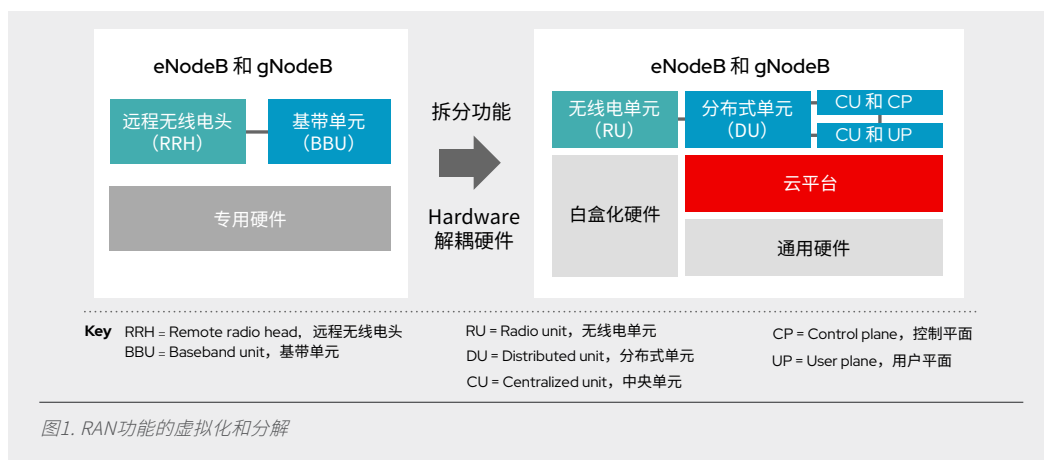 eNodeB 和 gNodeB
远程无线电头
（RRH）
基带单元
（BBU）
专用硬件
拆分功能
Hardware
解耦硬件
eNodeB 和 gNodeB
无线电单元
（RU）
分布式单元
（DU）
CU 和 CP
CU 和 UP
云平台
白盒化硬件
通用硬件
Key
RRH = Remote radio head，远程无线电头
BBU = Baseband unit，基带单元
RU = Radio unit，无线电单元
DU = Distributed unit，分布式单元
CU = Centralized unit，中央单元
CP = Control plane，控制平面
UP = User plane，用户平面
图1. RAN功能的虚拟化和分解